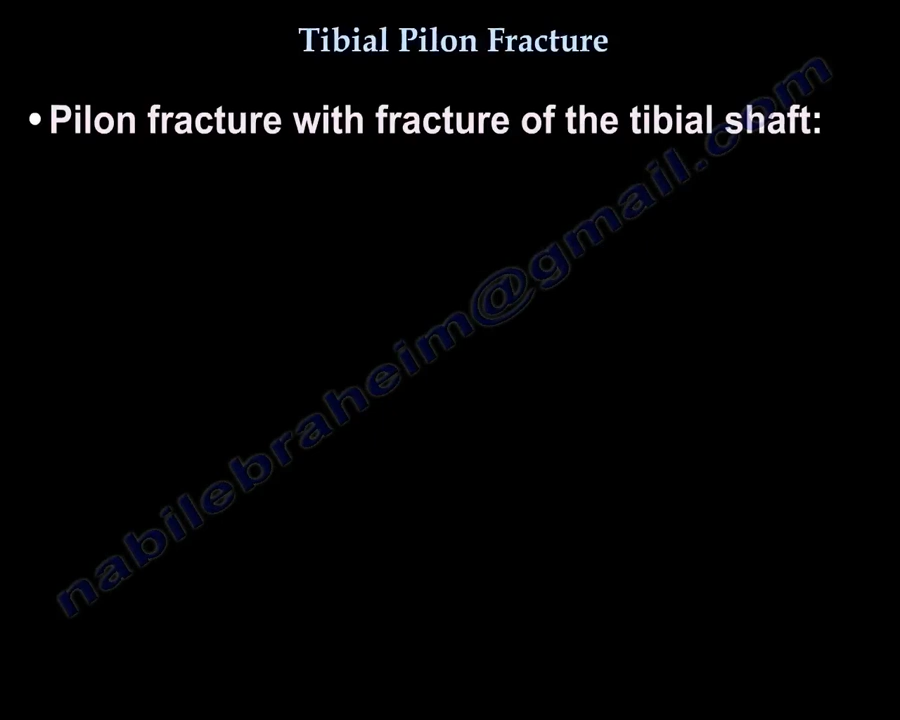 Tibial Pilon Fracture
• Pilon fracture with fracture of the tibial shaft:
nabilebraheim@gmail.com